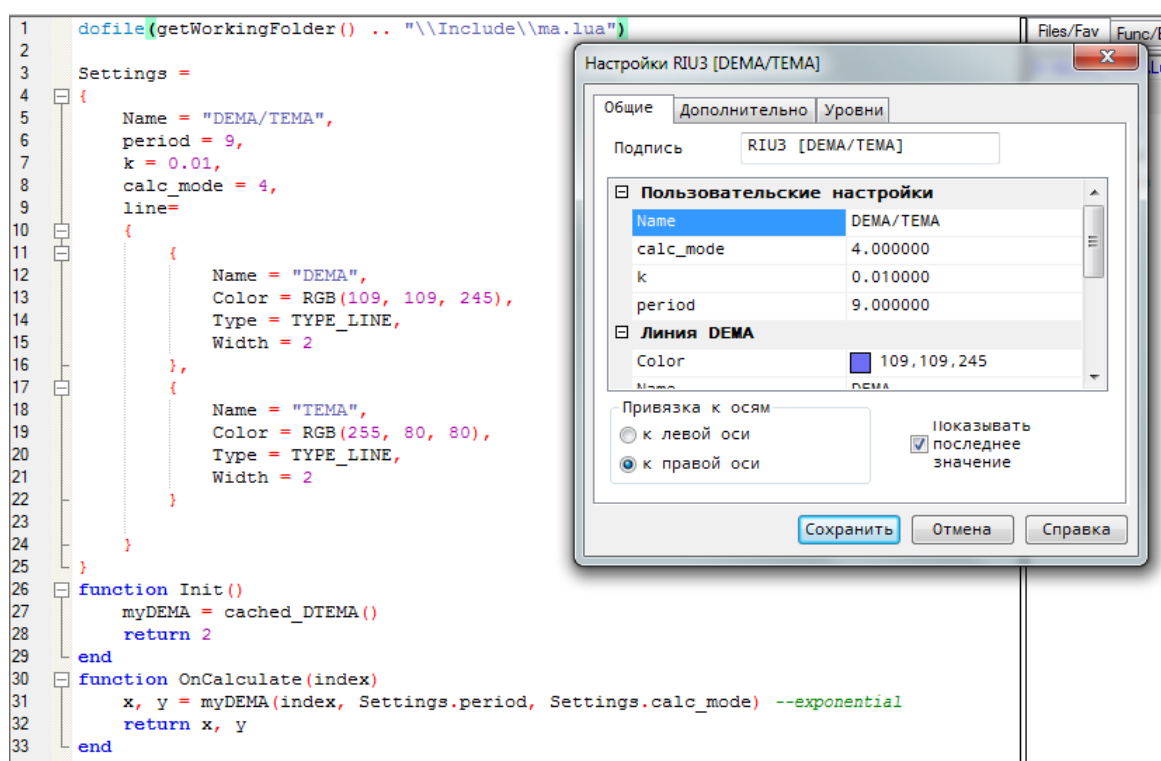 1 dofile(getWorkingFolder() .. "\\Include\\ma.lua")
2
3 Settings =
4 {
5 Name = "DEMA/TEMA",
6 period = 9,
7 k = 0.01,
8 calc_mode = 4,
9 line=
10 {
11 {
12 Name = "DEMA",
13 Color = RGB(109, 109, 245),
14 Type = TYPE_LINE,
15 Width = 2
16 },
17 {
18 Name = "TEMA",
19 Color = RGB(255, 80, 80),
20 Type = TYPE_LINE,
21 Width = 2
22 }
23
24 }
25 }
26 function Init()
27 myDEMA = cached_DTEMA()
28 return 2
29 end
30 function OnCalculate(index)
31 x, y = myDEMA(index, Settings.period, Settings.calc_mode) --exponential
32 return x, y
33 end
Files/Fav
Настройки RIU3 [DEMA/TEMA]
Общие Дополнительно Уровни
Подпись RIU3 [DEMA/TEMA]
Пользовательские настройки
Name DEMA/TEMA
calc_mode 4.000000
k 0.010000
period 9.000000
Линия DEMA
Color 109,109,245
Name DEMA
Привязка к осям
к левой оси
к правой оси
Показывать
последнее
значение
Сохранить Отмена Справка